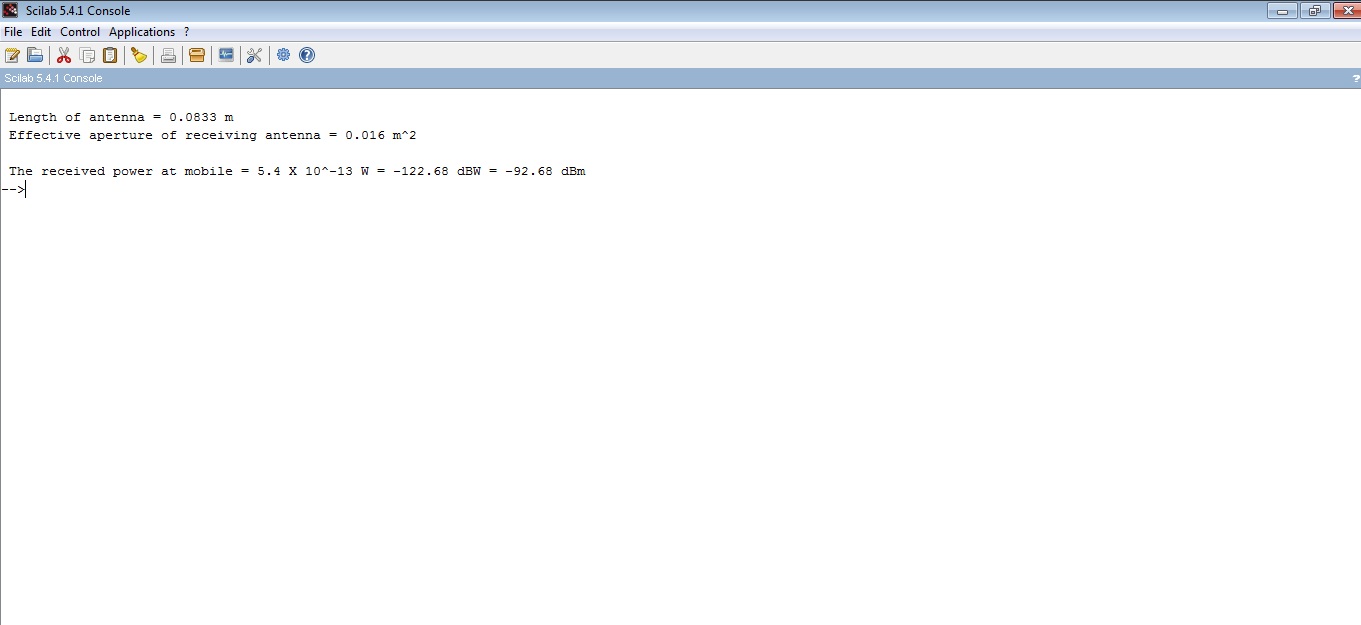 Scilab 5.4.1 Console
File Edit Control Applications ?
Scilab 5.4.1 Console ?
Length of antenna = 0.0833 m
Effective aperture of receiving antenna = 0.016 m^2
The received power at mobile = 5.4 X 10^-13 W = -122.68 dBW = -92.68 dBm
-->